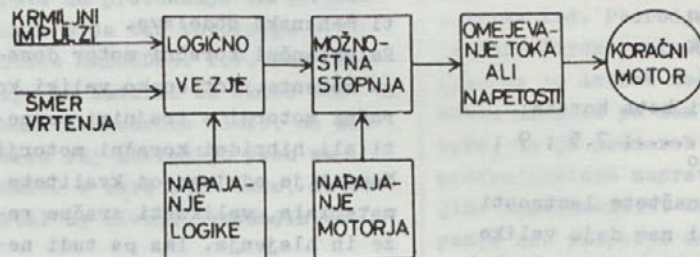 KRMILJNI
IMPULZI
SMER
VRTENJA
LOGIČNO
VEZJE
MOŽNO-
STNA
STOPNJA
OMEJEVA-
NJE TOKA
ALI
NAPETOSTI
KORAČNI
MOTOR
NAPAJA-
NJE
LOGIKE
NAPAJA-
NJE
MOTORJA